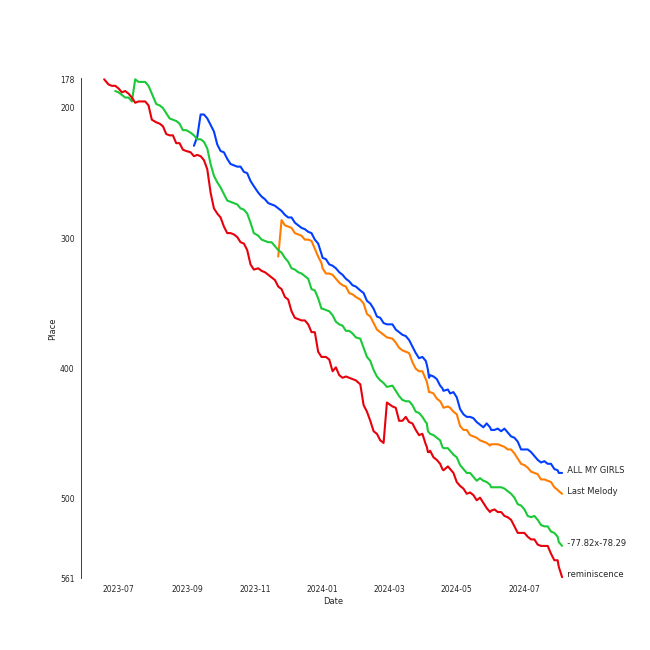 178
200
300
400
500
561
Place
2023-07
2023-09
2023-11
2024-01
2024-03
2024-05
2024-07
Date
ALL MY GIRLS
Last Melody
-77.82x-78.29
reminiscence